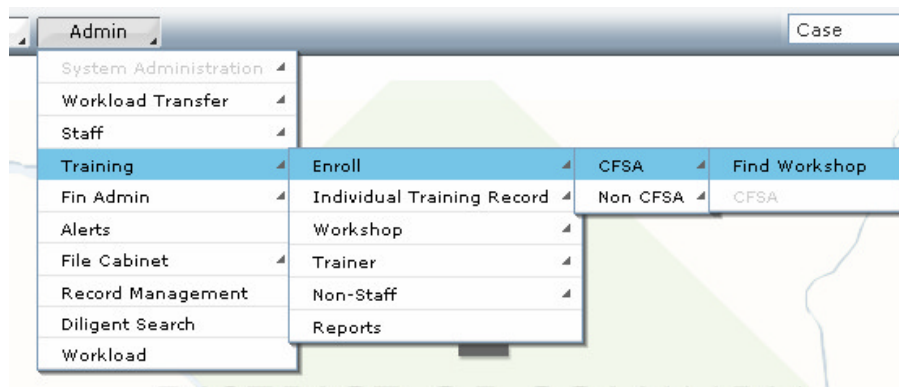 Admin
Case
System Administration
Workload Transfer
Staff
Training
Enroll
CFSA
Find Workshop
Fin Admin
Individual Training Record
Non CFSA
CFSA
Alerts
Workshop
File Cabinet
Trainer
Record Management
Non-Staff
Diligent Search
Reports
Workload